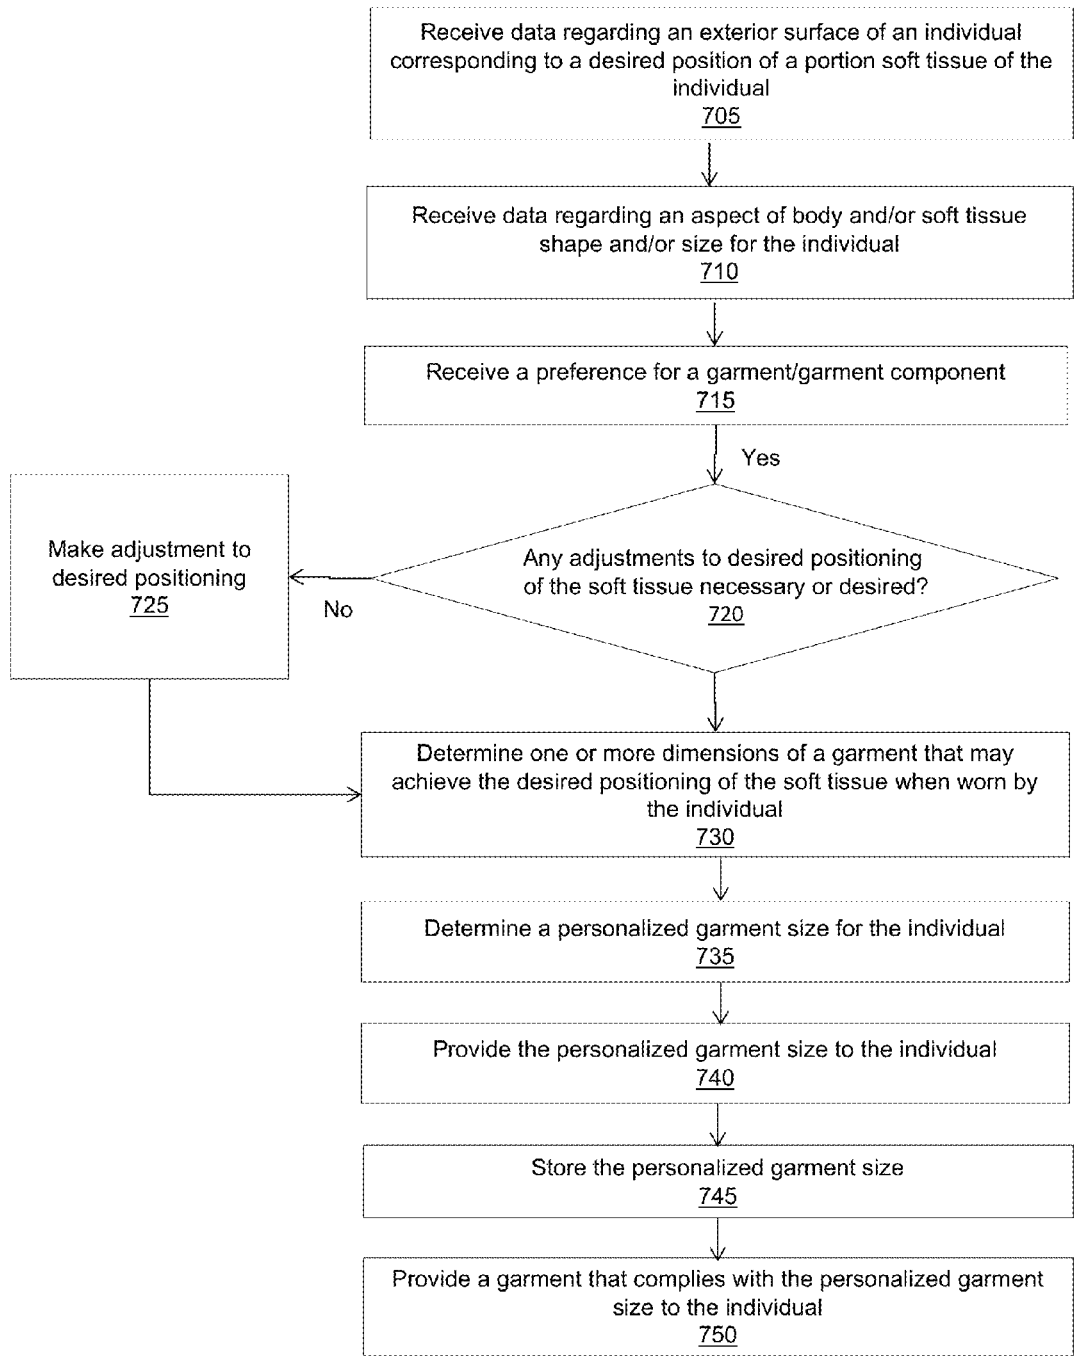 Receive data regarding an exterior surface of an individual
corresponding to a desired position of a portion soft tissue of the
individual
705
Receive data regarding an aspect of body and/or soft tissue
shape and/or size for the individual
710
Receive a preference for a garment/garment component
715
Yes
Any adjustments to desired positioning
of the soft tissue necessary or desired?
720
No
Make adjustment to
desired positioning
725
Determine one or more dimensions of a garment that may
achieve the desired positioning of the soft tissue when worn by
the individual
730
Determine a personalized garment size for the individual
735
Provide the personalized garment size to the individual
740
Store the personalized garment size
745
Provide a garment that complies with the personalized garment
size to the individual
750